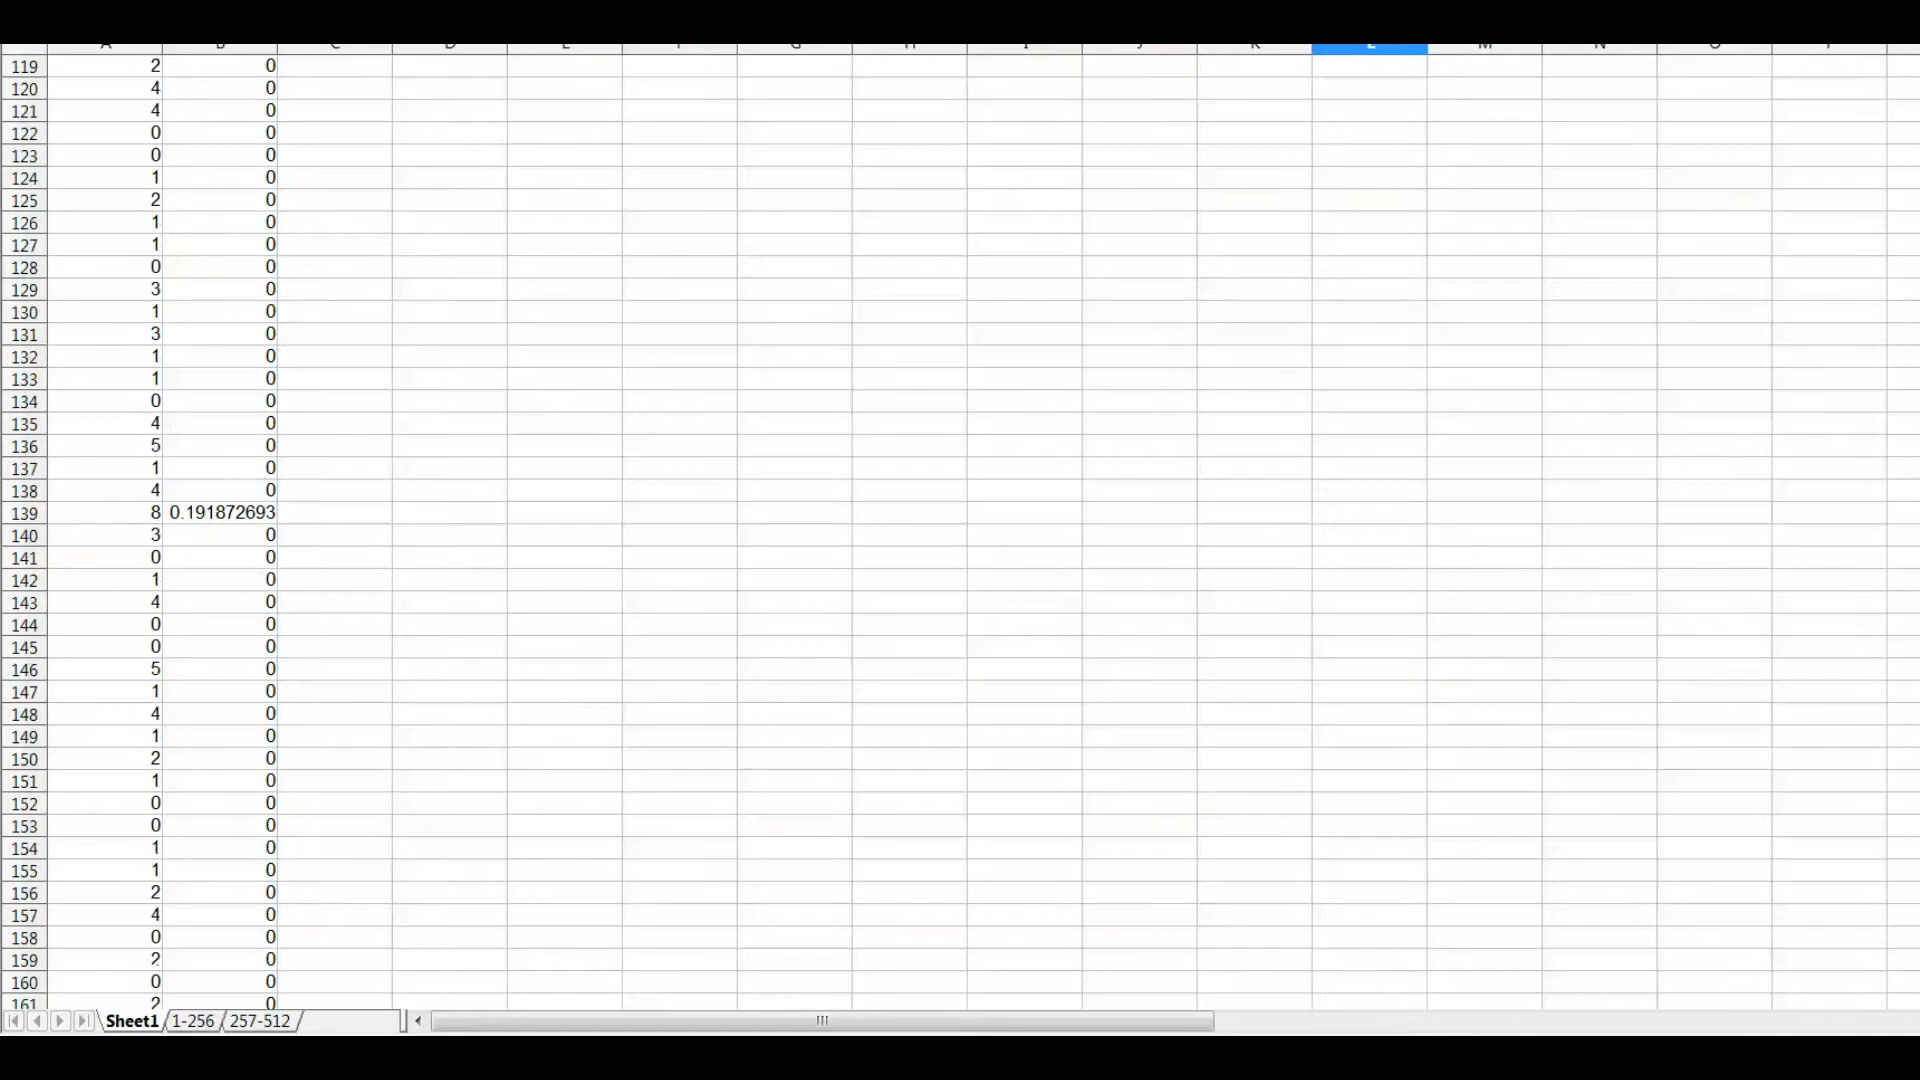 A B C D E F G H I J K L M N O P
119 2 0
120 4 0
121 4 0
122 0 0
123 0 0
124 1 0
125 2 0
126 1 0
127 1 0
128 0 0
129 3 0
130 1 0
131 3 0
132 1 0
133 1 0
134 0 0
135 4 0
136 5 0
137 1 0
138 4 0
139 8 0.191872693
140 3 0
141 0 0
142 1 0
143 4 0
144 0 0
145 0 0
146 5 0
147 1 0
148 4 0
149 1 0
150 2 0
151 1 0
152 0 0
153 0 0
154 1 0
155 1 0
156 2 0
157 4 0
158 0 0
159 2 0
160 0 0
161 2 0
Sheet1 1-256 257-512